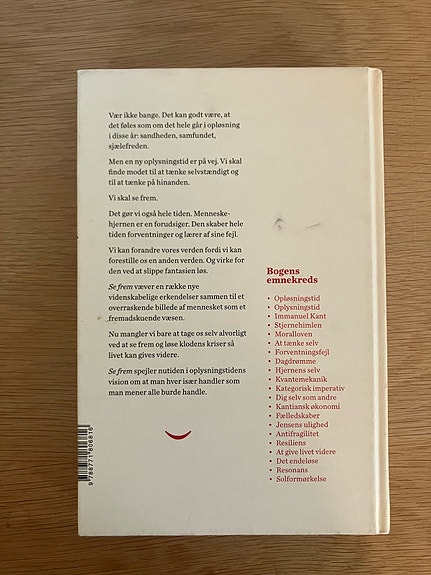 Vær ikke bange. Det kan godt være, at
det føles som om det hele går i opløsning
i disse år: sandheden, samfundet,
sjælefreden.
Men en ny oplysningstid er på vej. Vi skal
finde modet til at tænke selvstændigt og
til at tænke på hinanden.
Vi skal se frem.
Det gør vi også hele tiden. Menneske-
hjernen er en forudsiger. Den skaber hele
tiden forventninger og lærer af sine fejl.
Vi kan forandre vores verden fordi vi kan
forestille os en anden verden. Og virke for
den ved at slippe fantasien løs.
Se frem væver en række nye
videnskabelige erkendelser sammen til et
overraskende billede af mennesket som et
fremadskuende væsen.
Nu mangler vi bare at tage os selv alvorligt
ved at se frem og løse klodens kriser så
livet kan gives videre.
Se frem spejler nutiden i oplysningstidens
vision om at man hver især handler som
man mener alle burde handle.
Bogens
emnekreds
• Opløsningstid
• Oplysningstid
• Immanuel Kant
• Stjernehimlen
• Moralloven
• At tænke selv
• Forventningsfejl
• Dagdrømme
• Hjernens selv
• Kvantemekanik
• Kategorisk imperativ
• Dig selv som andre
• Kantiansk økonomi
• Fælledskaber
• Jensens ulighed
• Antifragilitet
• Resiliens
• At give livet videre
• Det endeløse
• Resonans
• Solformørkelse
9 788771 806816